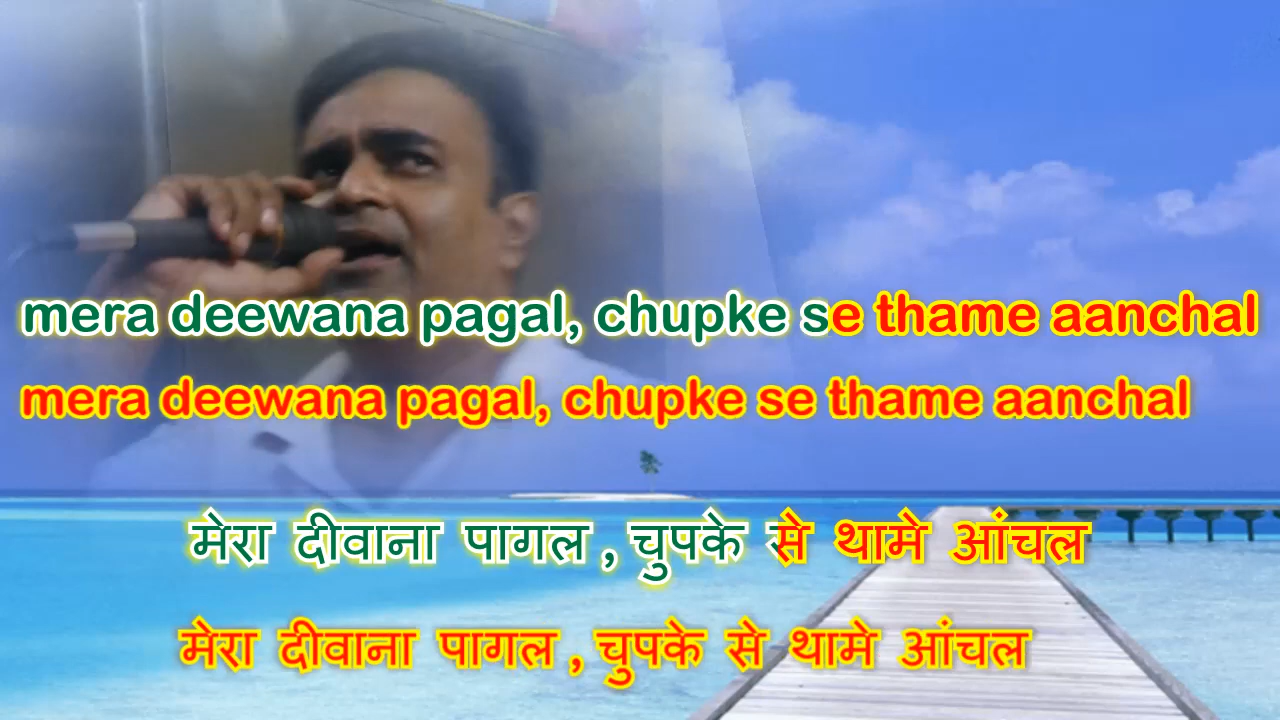 mera deewana pagal, chupke se thame aanchal
mera deewana pagal, chupke se thame aanchal
मेरा दीवाना पागल , चुपके से थामे आंचल
मेरा दीवाना पागल , चुपके से थामे आंचल